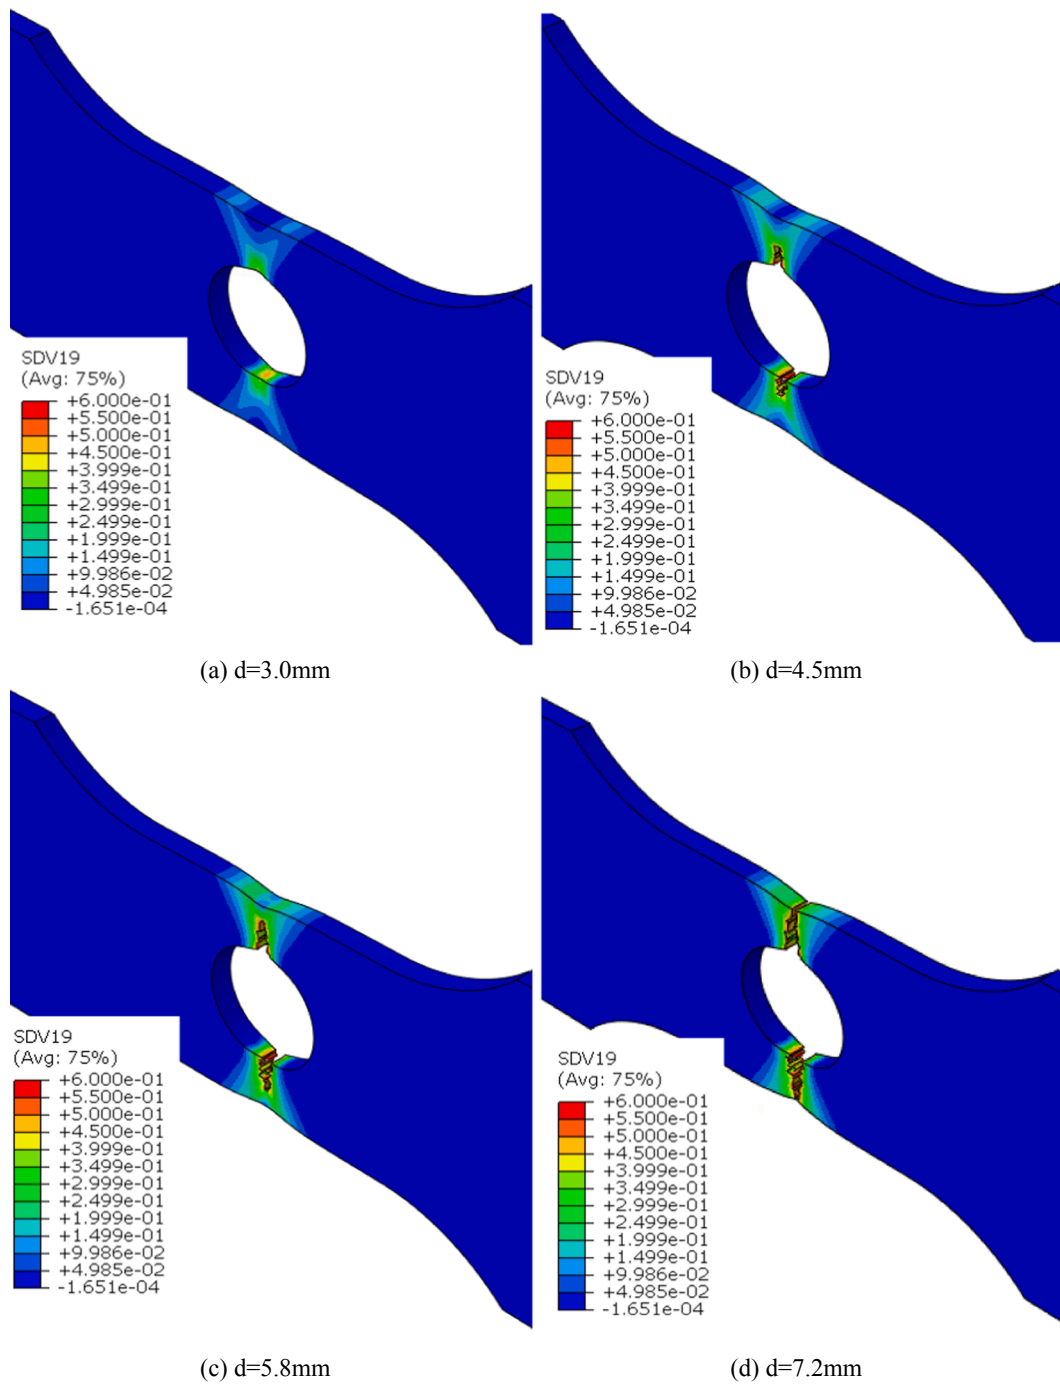 SDV19
(Avg: 75%)
+6.000e-01
+5.500e-01
+5.000e-01
+4.500e-01
+3.999e-01
+3.499e-01
+2.999e-01
+2.499e-01
+1.999e-01
+1.499e-01
+9.986e-02
+4.985e-02
-1.651e-04
(a) d=3.0mm
SDV19
(Avg: 75%)
+6.000e-01
+5.500e-01
+5.000e-01
+4.500e-01
+3.999e-01
+3.499e-01
+2.999e-01
+2.499e-01
+1.999e-01
+1.499e-01
+9.986e-02
+4.985e-02
-1.651e-04
(b) d=4.5mm
SDV19
(Avg: 75%)
+6.000e-01
+5.500e-01
+5.000e-01
+4.500e-01
+3.999e-01
+3.499e-01
+2.999e-01
+2.499e-01
+1.999e-01
+1.499e-01
+9.986e-02
+4.985e-02
-1.651e-04
(c) d=5.8mm
SDV19
(Avg: 75%)
+6.000e-01
+5.500e-01
+5.000e-01
+4.500e-01
+3.999e-01
+3.499e-01
+2.999e-01
+2.499e-01
+1.999e-01
+1.499e-01
+9.986e-02
+4.985e-02
-1.651e-04
(d) d=7.2mm